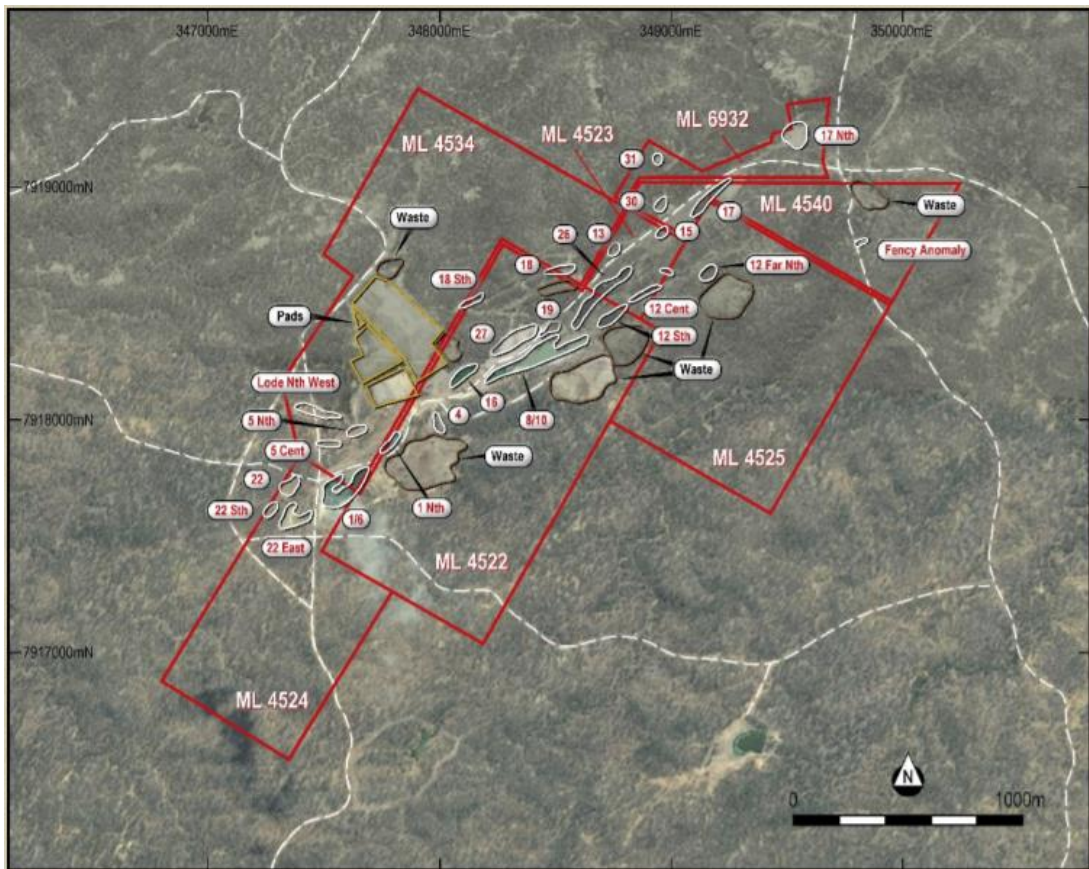 347000mE
348000mE
349000mE
350000mE
ML 6932
ML 4523
ML 4534
17 Nth
31
7919000mN
30
ML 4540
Waste
17
15
Waste
26
13
Fency Anomaly
18
12 Far Nth
18 Sth
Pads
19
12 Cent
27
12 Sth
Waste
Lode Nth West
16
8/10
4
7918000mN
5 Nth
5 Cent
Waste
ML 4525
22
1 Nth
22 Sth
1/6
22 East
ML 4522
7917000mN
ML 4524
N
0
1000m